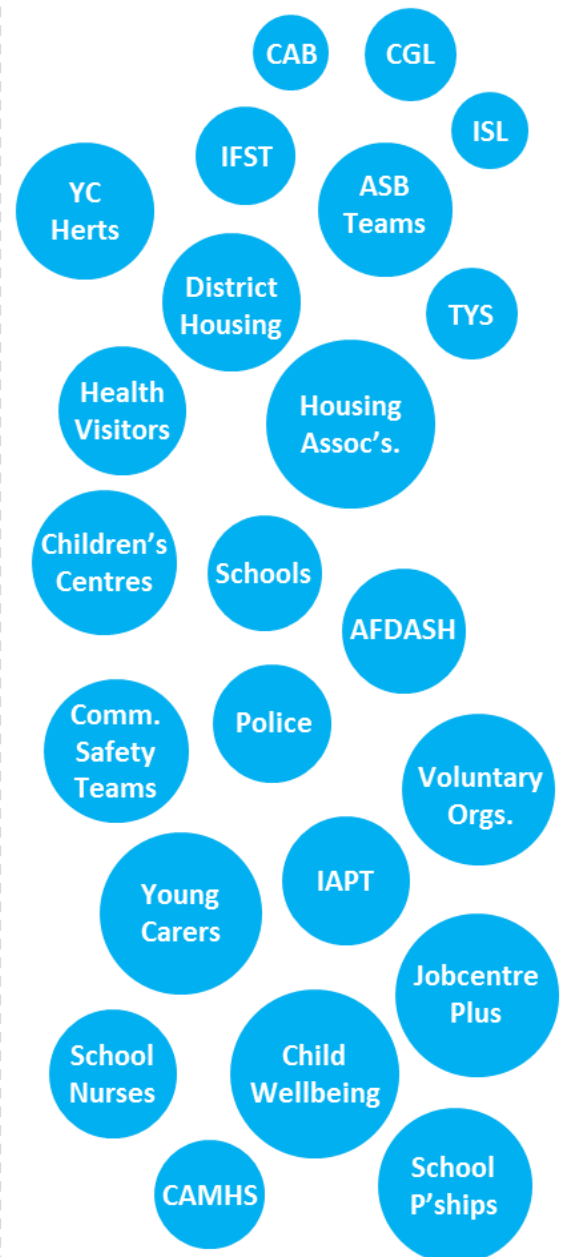 CAB
CGL
ISL
IFST
ASB
Teams
YC
Herts
District
Housing
TYS
Health
Visitors
Housing
Assoc's.
Children's
Centres
Schools
AFDASH
Comm.
Safety
Teams
Police
Voluntary
Orgs.
Young
Carers
IAPT
Jobcentre
Plus
School
Nurses
Child
Wellbeing
CAMHS
School
P'ships